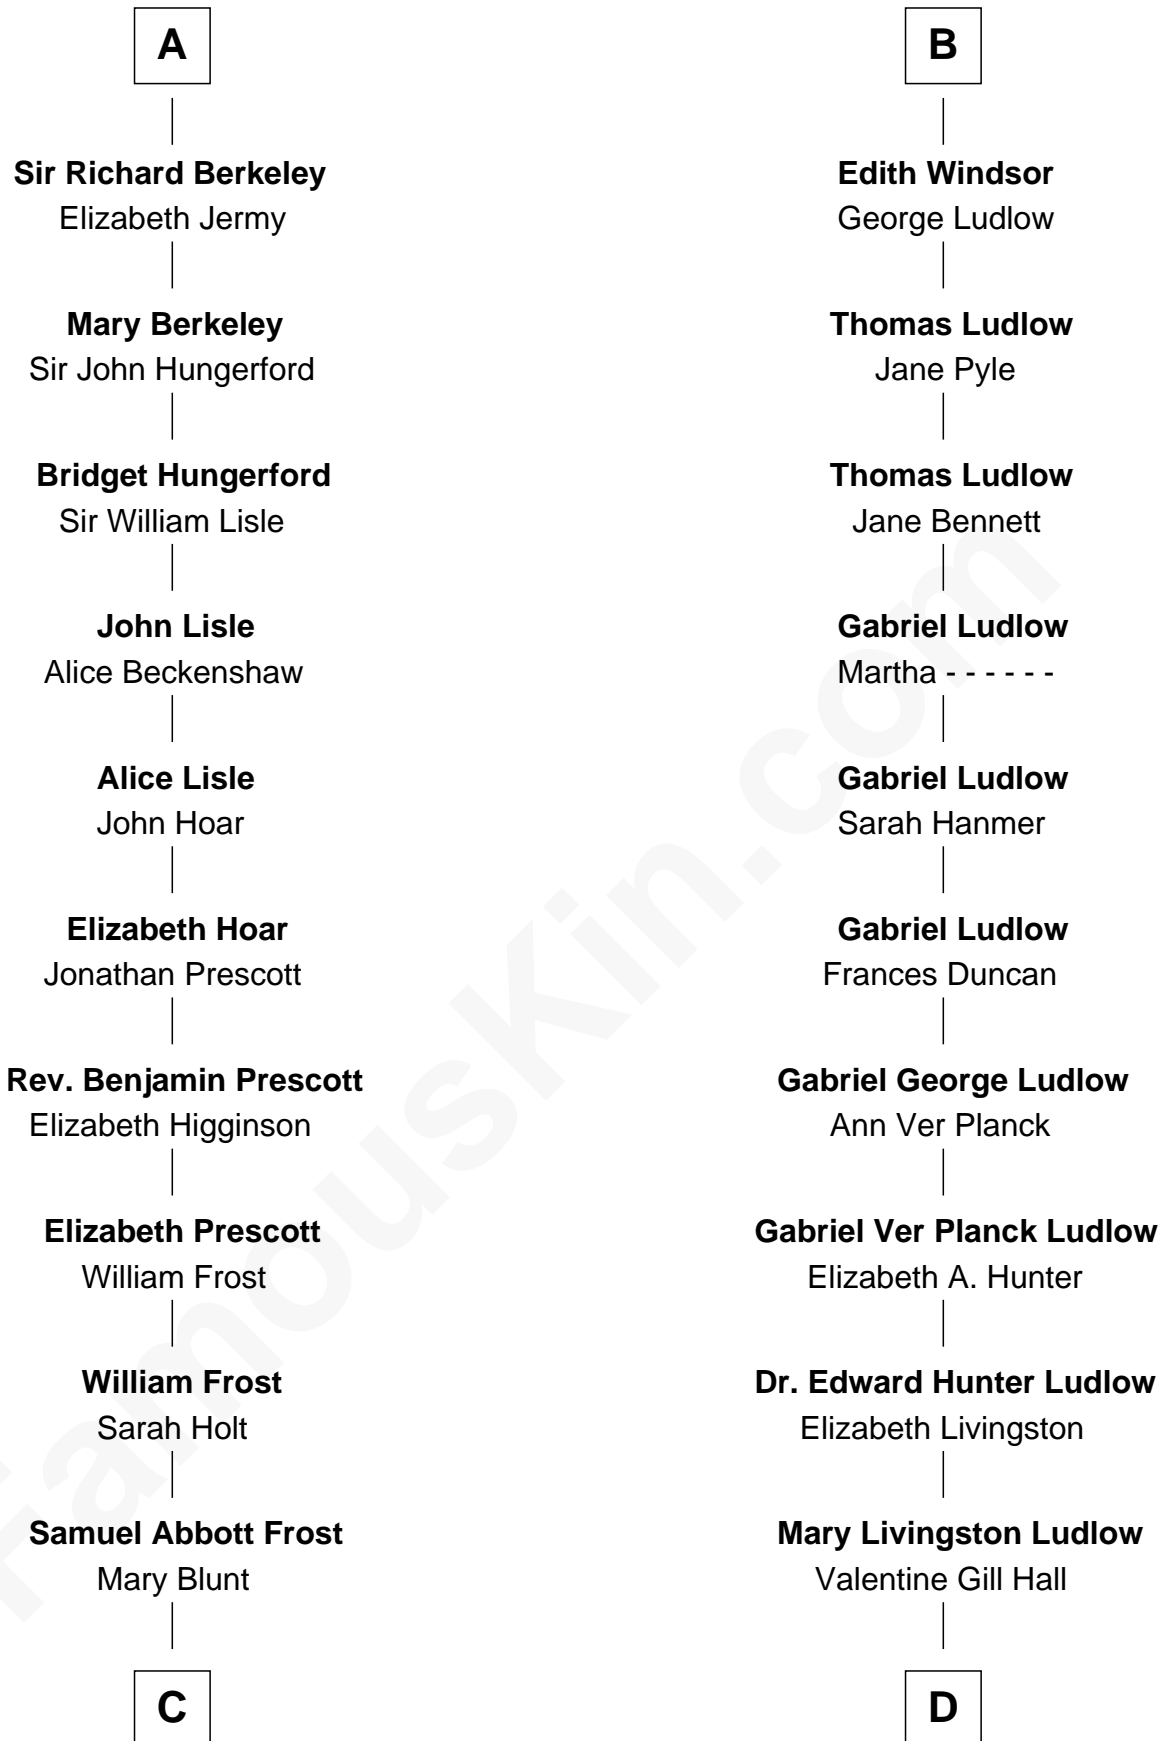 A
Sir Richard Berkeley
Elizabeth Jermy
Mary Berkeley
Sir John Hungerford
Bridget Hungerford
Sir William Lisle
John Lisle
Alice Beckenshaw
Alice Lisle
John Hoar
Elizabeth Hoar
Jonathan Prescott
Rev. Benjamin Prescott
Elizabeth Higginson
Elizabeth Prescott
William Frost
William Frost
Sarah Holt
Samuel Abbott Frost
Mary Blunt
C
B
Edith Windsor
George Ludlow
Thomas Ludlow
Jane Pyle
Thomas Ludlow
Jane Bennett
Gabriel Ludlow
Martha - - - - - -
Gabriel Ludlow
Sarah Hanmer
Gabriel Ludlow
Frances Duncan
Gabriel George Ludlow
Ann Ver Planck
Gabriel Ver Planck Ludlow
Elizabeth A. Hunter
Dr. Edward Hunter Ludlow
Elizabeth Livingston
Mary Livingston Ludlow
Valentine Gill Hall
D
FamousKin.com